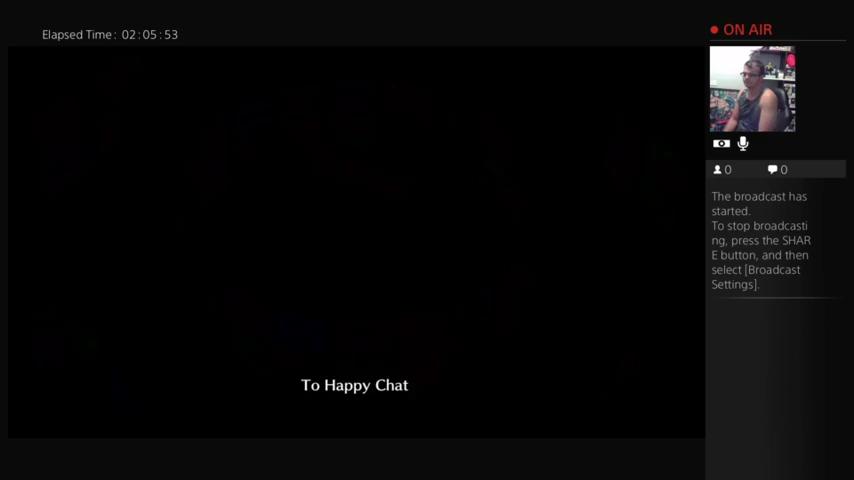 Elapsed Time: 02:05:53
ON AIR
0 0
The broadcast has
started.
To stop broadcasti
ng, press the SHAR
E button, and then
select [Broadcast
Settings].
To Happy Chat